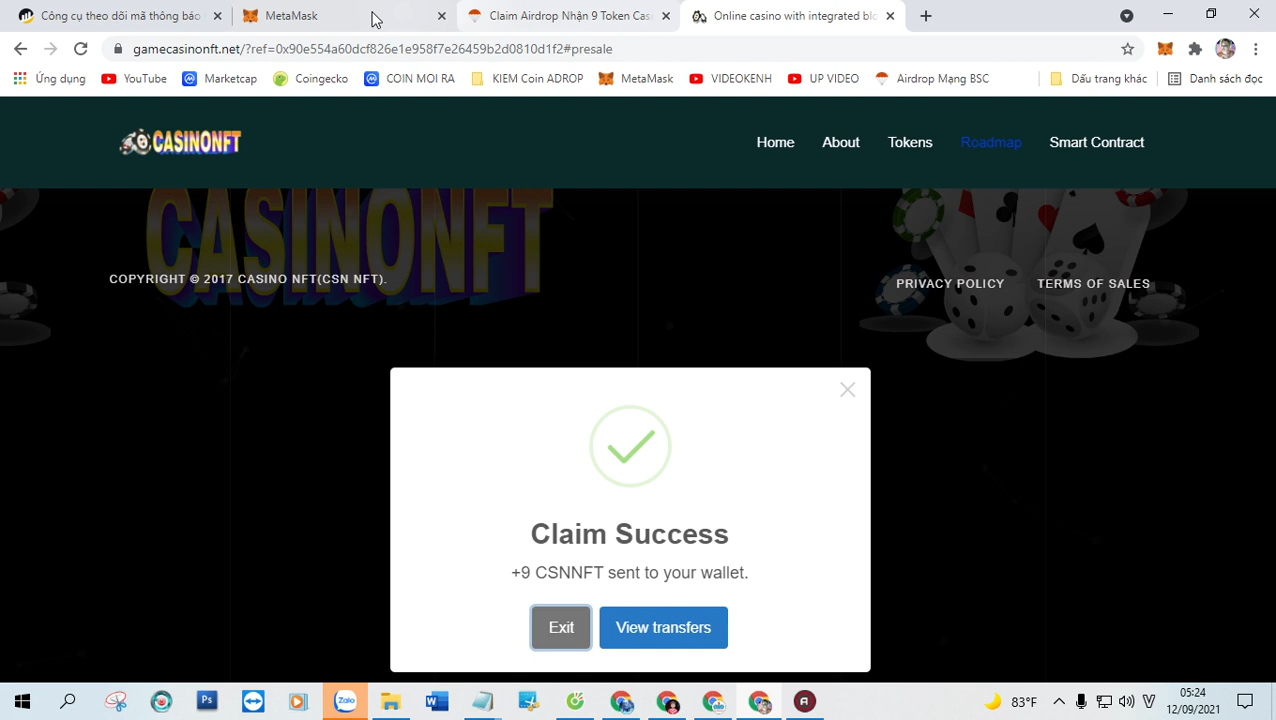 Công cụ theo dõi mã thông báo
MetaMask
Claim Airdrop Nhận 9 Token Cas
Online casino with integrated blo
gamecasinonft.net/?ref=0x90e554a60dcf826e1e958f7e26459b2d0810d1f2#presale
Ứng dụng
YouTube
Marketcap
Coingecko
COIN MOI RA
KIEM Coin ADROP
MetaMask
VIDEOKENH
UP VIDEO
Airdrop Mạng BSC
Dấu trang khác
Danh sách đọc
CASINONFT
Home
About
Tokens
Roadmap
Smart Contract
CASINONFT
COPYRIGHT © 2017 CASINO NFT(CSN NFT).
PRIVACY POLICY
TERMS OF SALES
Claim Success
+9 CSNNFT sent to your wallet.
Exit
View transfers
Ps
Zalo
W
A
83°F
V
05:24
12/09/2021